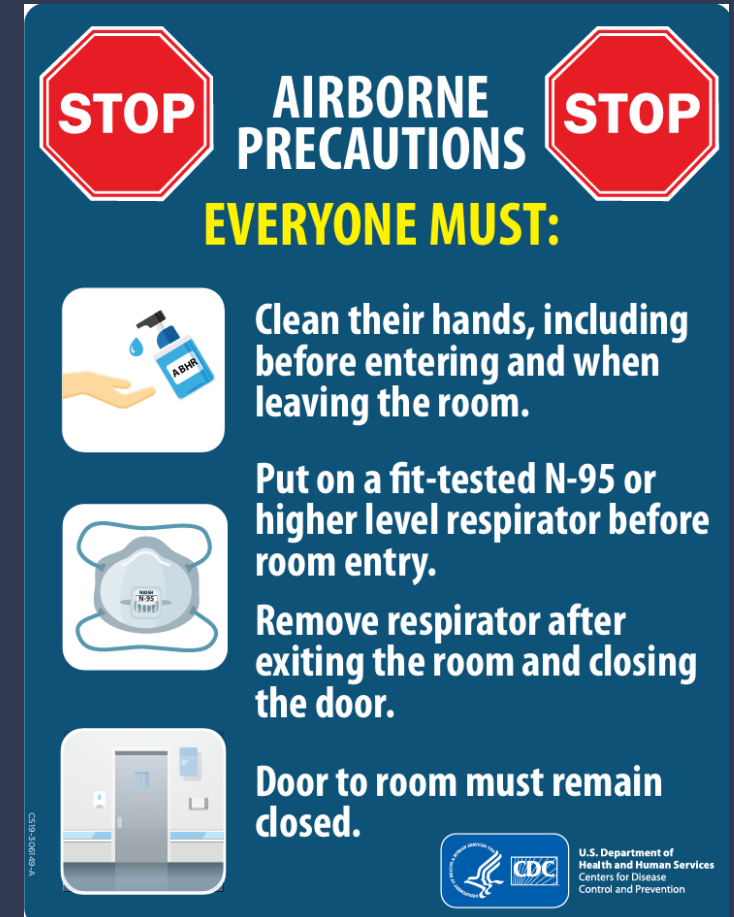 STOP
AIRBORNE
PRECAUTIONS
STOP
EVERYONE MUST:
ABHR
Clean their hands, including
before entering and when
leaving the room.
Put on a fit-tested N-95 or
higher level respirator before
room entry.
NIOSH
N-95
Remove respirator after
exiting the room and closing
the door.
Door to room must remain
closed.
CS19-306149-A
CDC
U.S. Department of
Health and Human Services
Centers for Disease
Control and Prevention